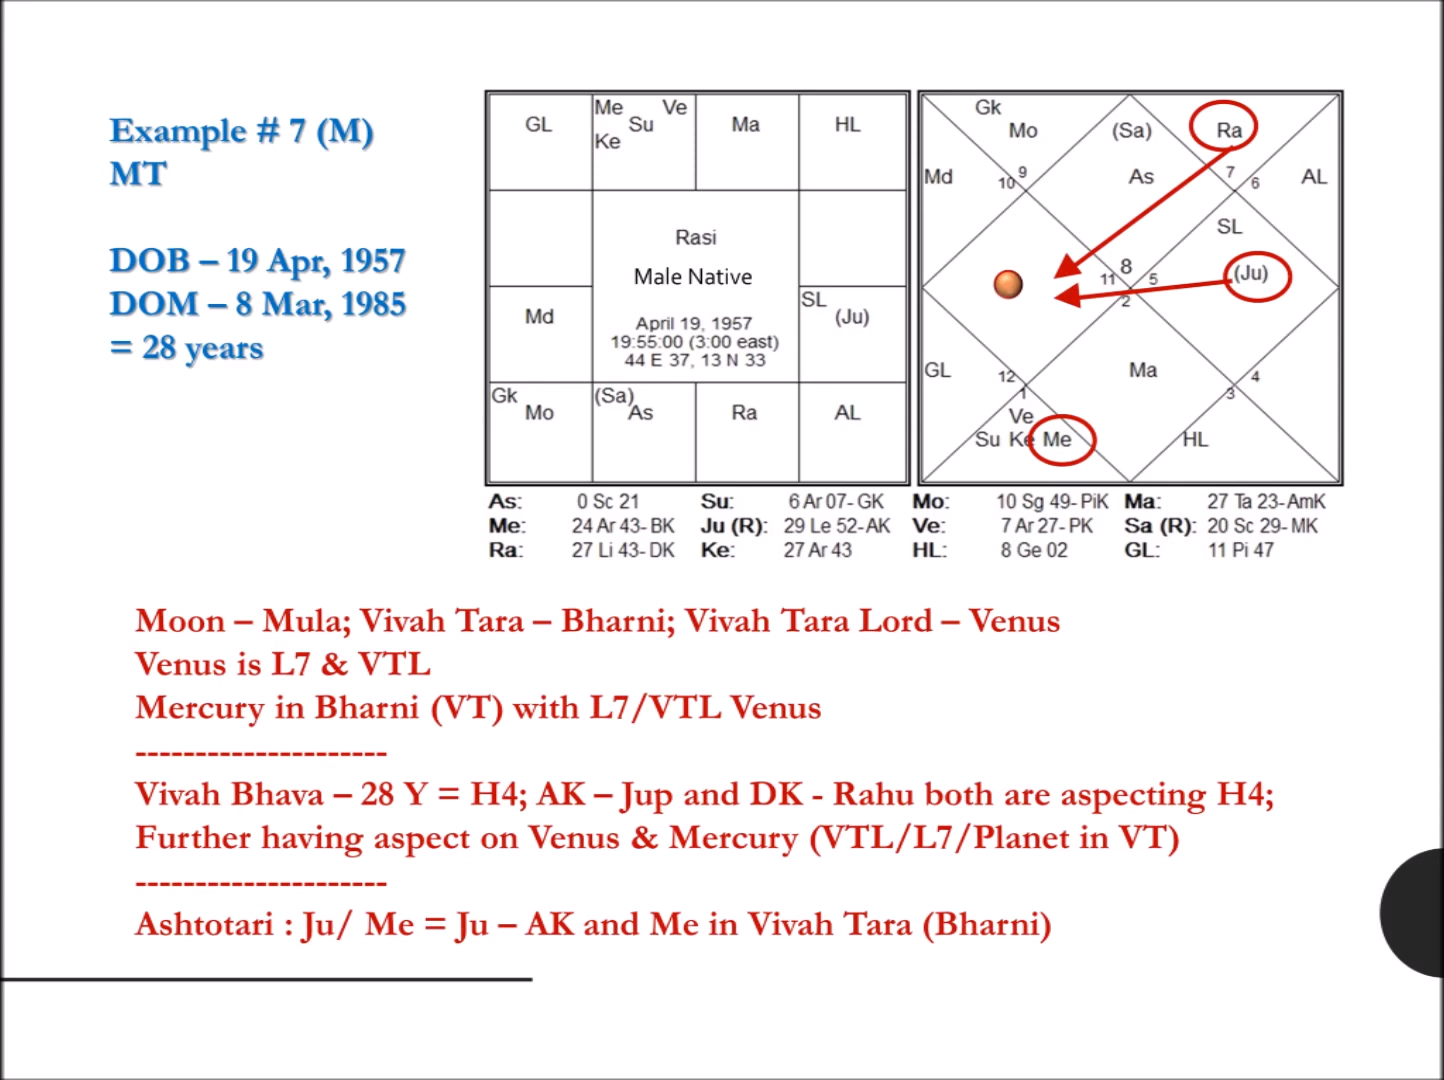 Example # 7 (M)
MT
DOB – 19 Apr, 1957
DOM – 8 Mar, 1985
= 28 years
GL
Me Ve
Su
Ke
Ma
HL
Rasi
Male Native
April 19, 1957
19:55:00 (3:00 east)
44 E 37, 13 N 33
Md
SL
(Ju)
Gk
Mo
(Sa)
As
Ra
AL
Gk
Mo
(Sa)
Ra
Md
10
9
As
7
6
AL
SL
(Ju)
11
8
5
2
GL
12
1
Ma
4
3
Ve
Su Ke Me
HL
As: 0 Sc 21 Su: 6 Ar 07- GK Mo: 10 Sg 49- PiK Ma: 27 Ta 23- AmK
Me: 24 Ar 43- BK Ju (R): 29 Le 52- AK Ve: 7 Ar 27- PK Sa (R): 20 Sc 29- MK
Ra: 27 Li 43- DK Ke: 27 Ar 43 HL: 8 Ge 02 GL: 11 Pi 47
Moon – Mula; Vivah Tara – Bharni; Vivah Tara Lord – Venus
Venus is L7 & VTL
Mercury in Bharni (VT) with L7/VTL Venus
---------------------
Vivah Bhava – 28 Y = H4; AK – Jup and DK - Rahu both are aspecting H4;
Further having aspect on Venus & Mercury (VTL/L7/Planet in VT)
---------------------
Ashtotari : Ju/ Me = Ju – AK and Me in Vivah Tara (Bharni)